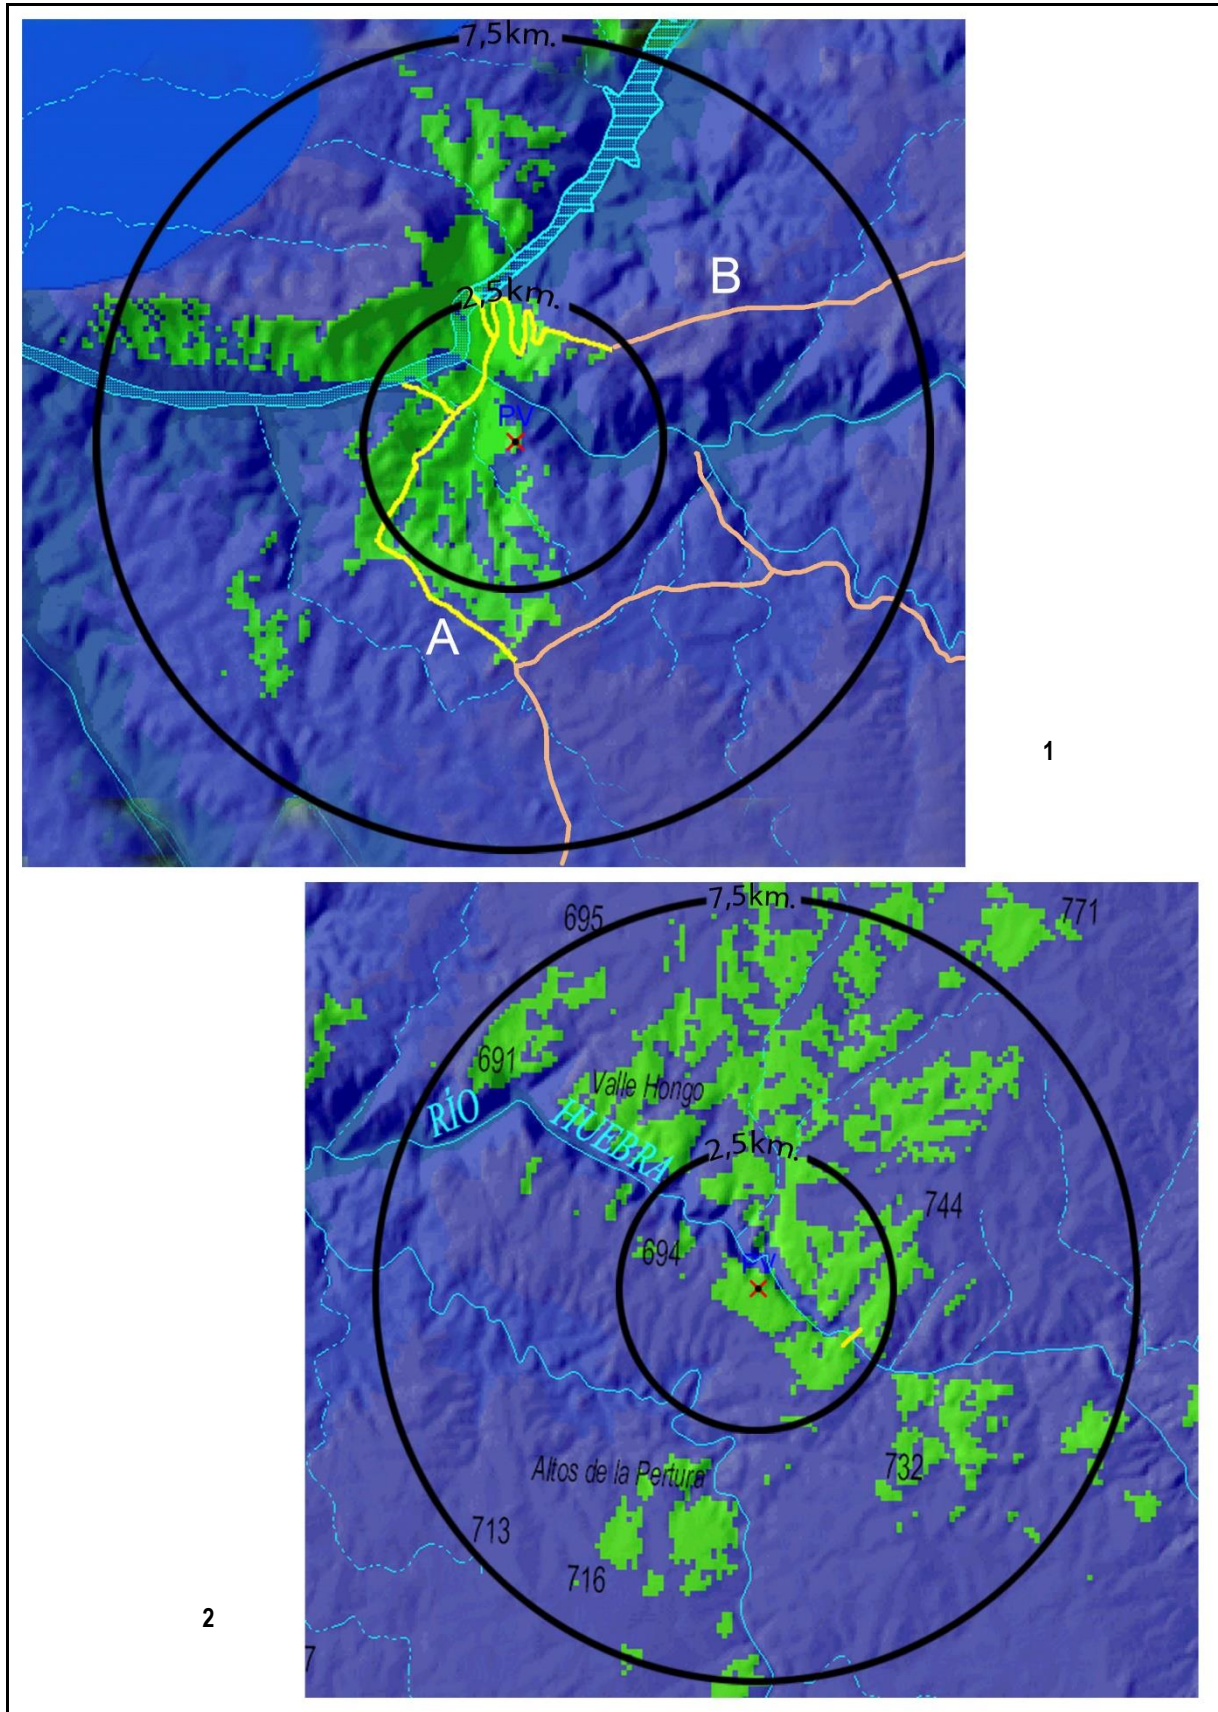 7,5km.
B
2,5km.
PV
A
1
7,5km.
695
771
691
Valle Hongo
RÍO HUEBRA
2,5km.
744
694
PV
Altos de la Pertura
732
713
716
2
7